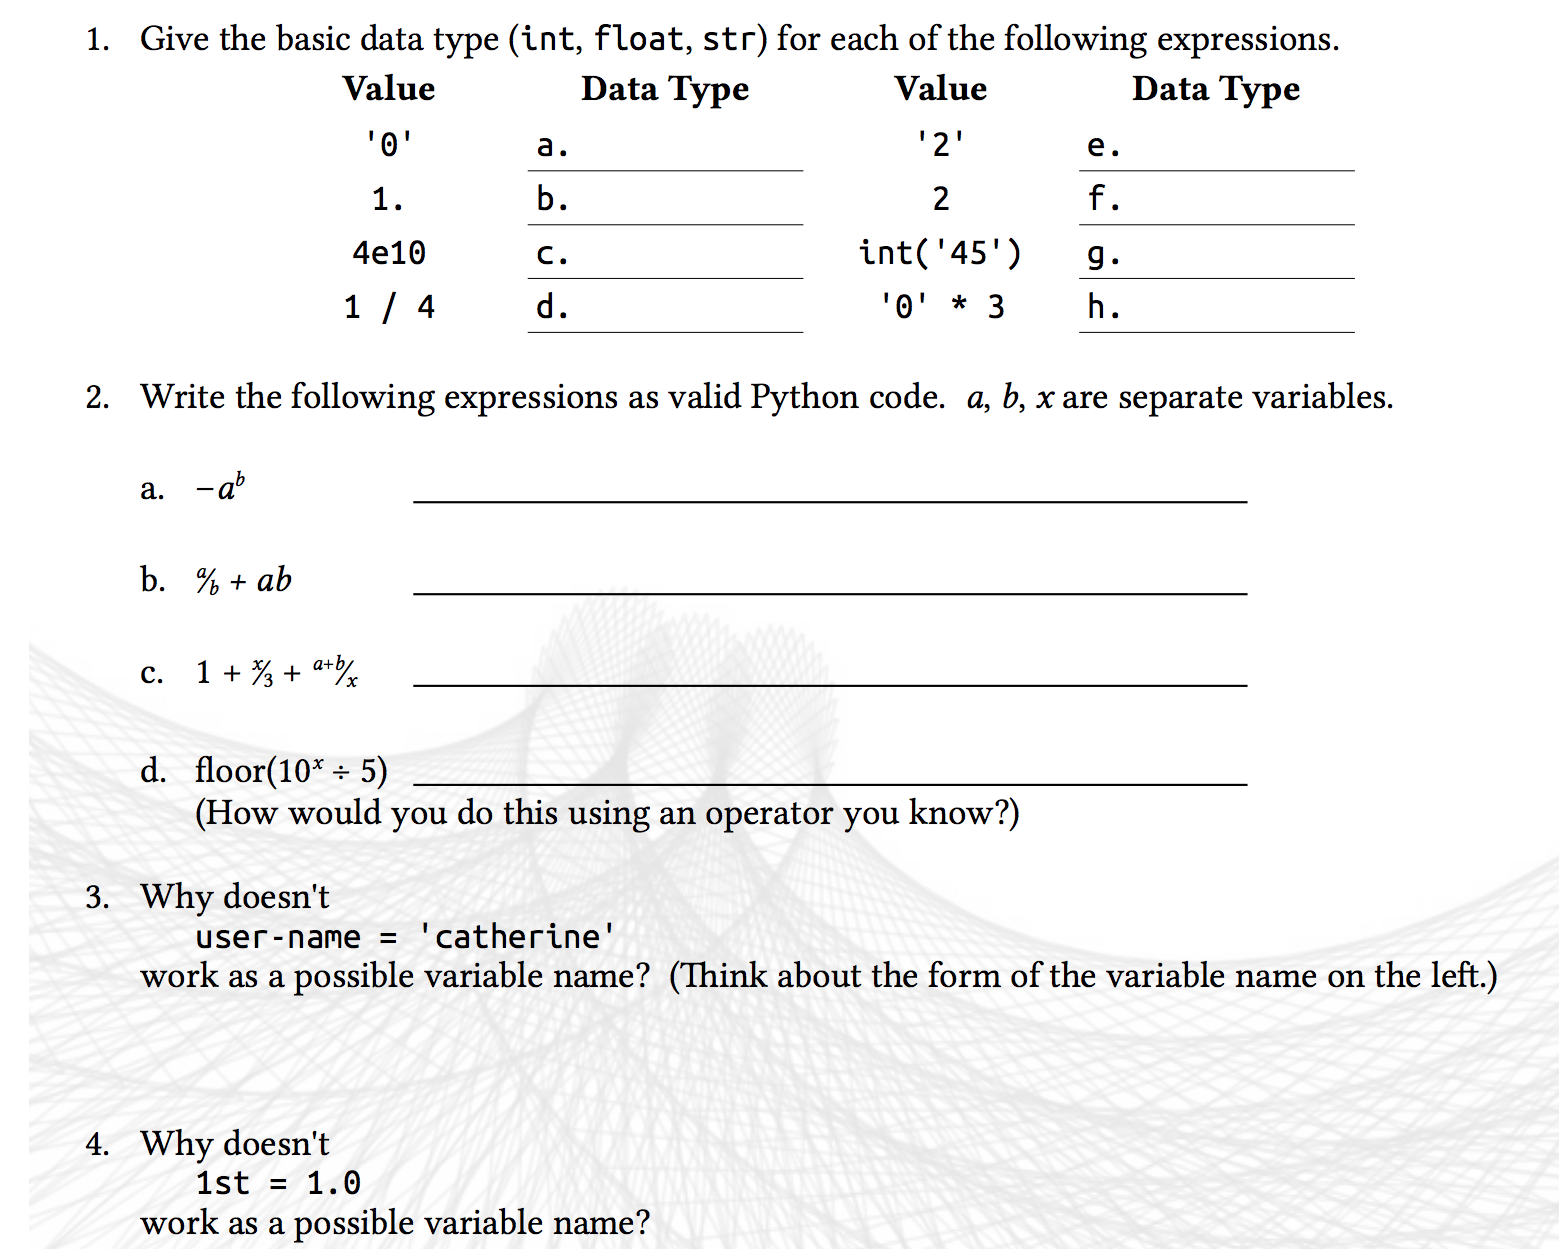 1. Give the basic data type (int, float, str) for each of the following expressions.
Value Data Type Value Data Type
'0' a. '2' e.
1. b. 2 f.
4e10 c. int('45') g.
1 / 4 d. '0' * 3 h.
2. Write the following expressions as valid Python code. a, b, x are separate variables.
a. −aᵇ
b. a/b + ab
c. 1 + x/3 + a+b/x
d. floor(10ˣ ÷ 5)
(How would you do this using an operator you know?)
3. Why doesn't
user-name = 'catherine'
work as a possible variable name? (Think about the form of the variable name on the left.)
4. Why doesn't
1st = 1.0
work as a possible variable name?